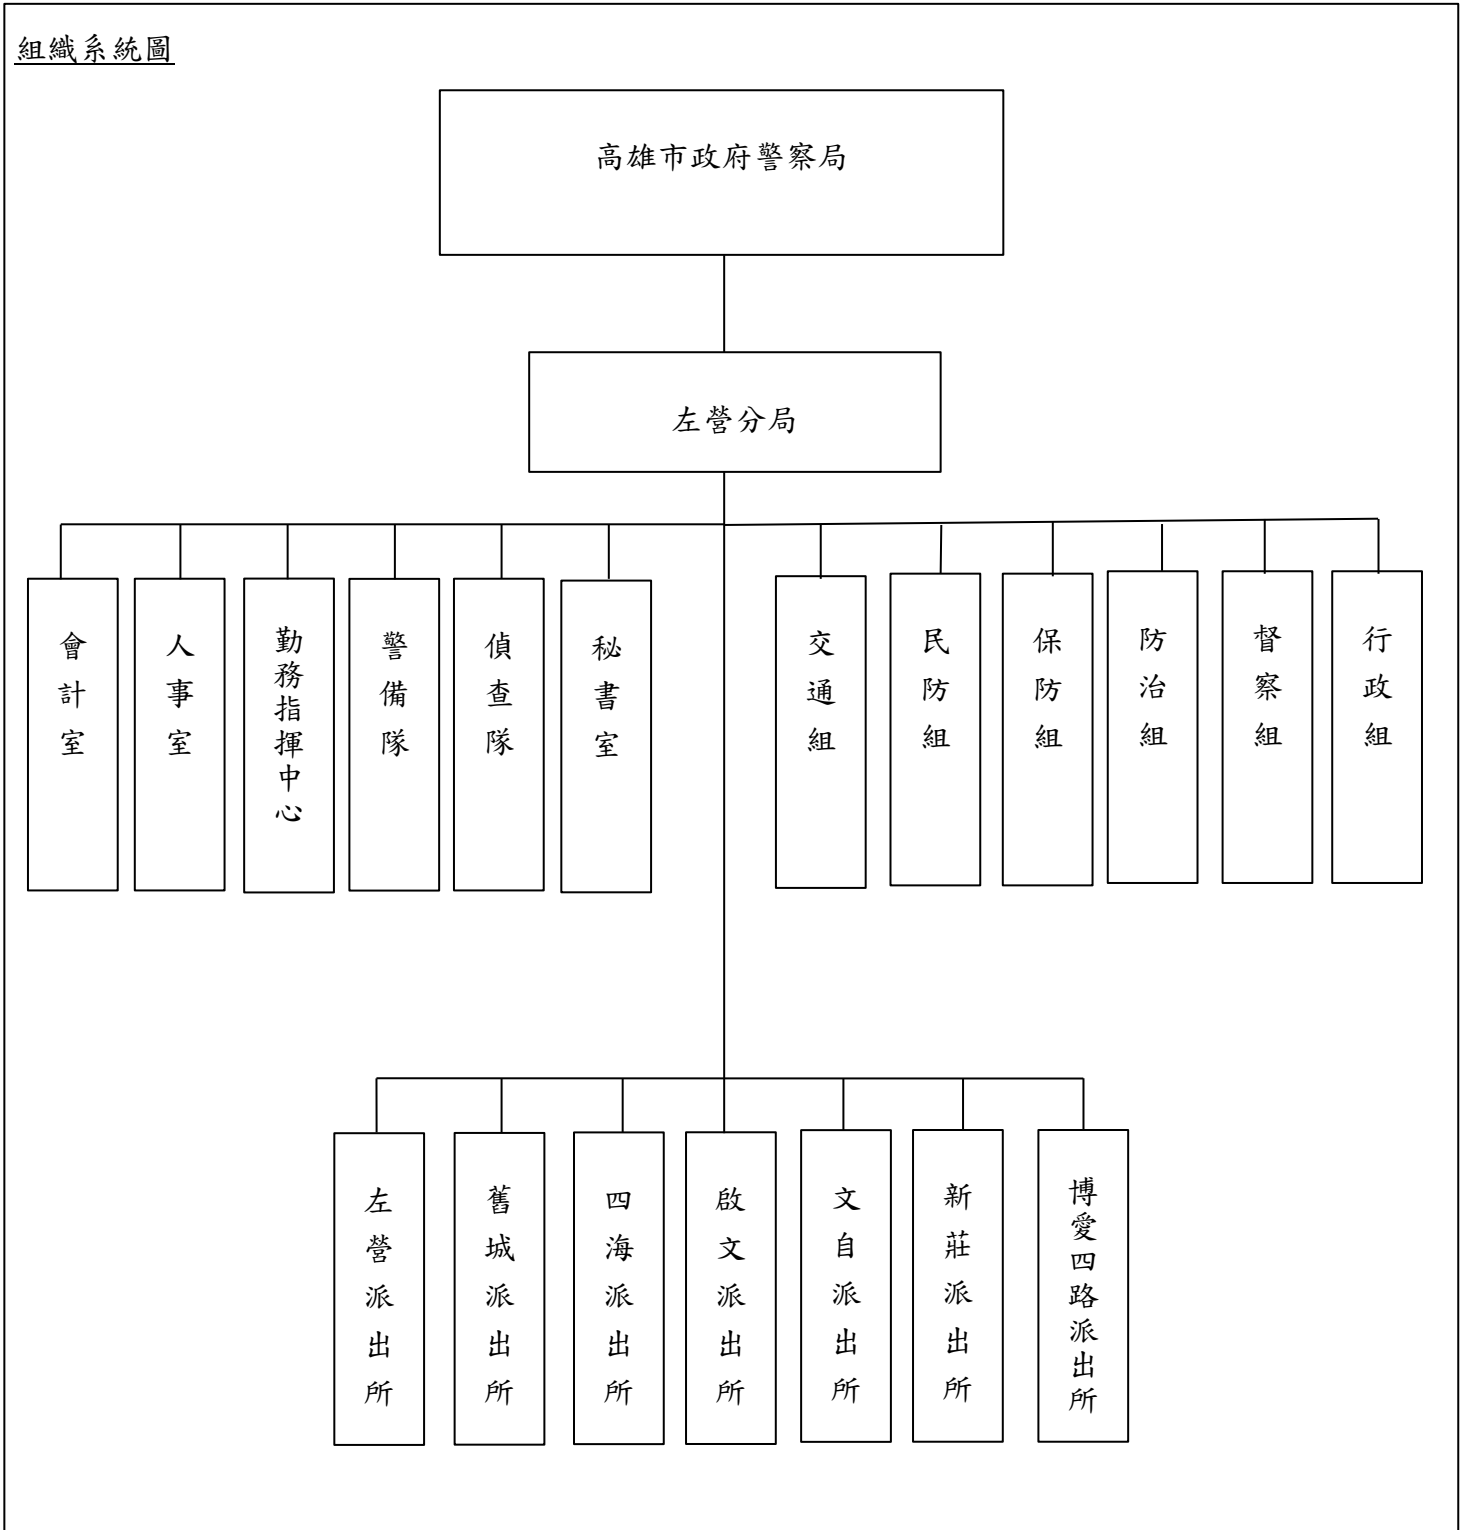 組織系統圖
高雄市政府警察局
左營分局
會計室
人事室
勤務指揮中心
警備隊
偵查隊
秘書室
交通組
民防組
保防組
防治組
督察組
行政組
左營派出所
舊城派出所
四海派出所
啟文派出所
文自派出所
新莊派出所
博愛四路派出所